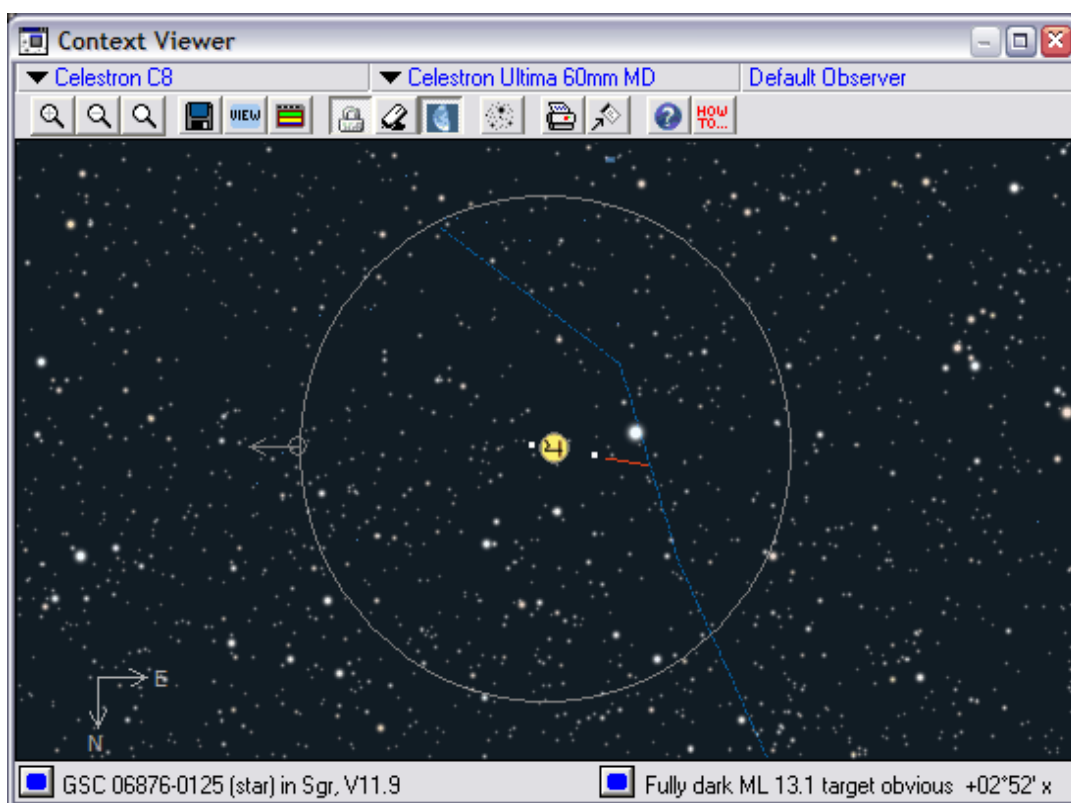 Context Viewer
Celestron C8 Celestron Ultima 60mm MD Default Observer
VIEW HOW TO...
E
N
GSC 06876-0125 (star) in Sgr, V11.9 Fully dark ML 13.1 target obvious +02°52' x